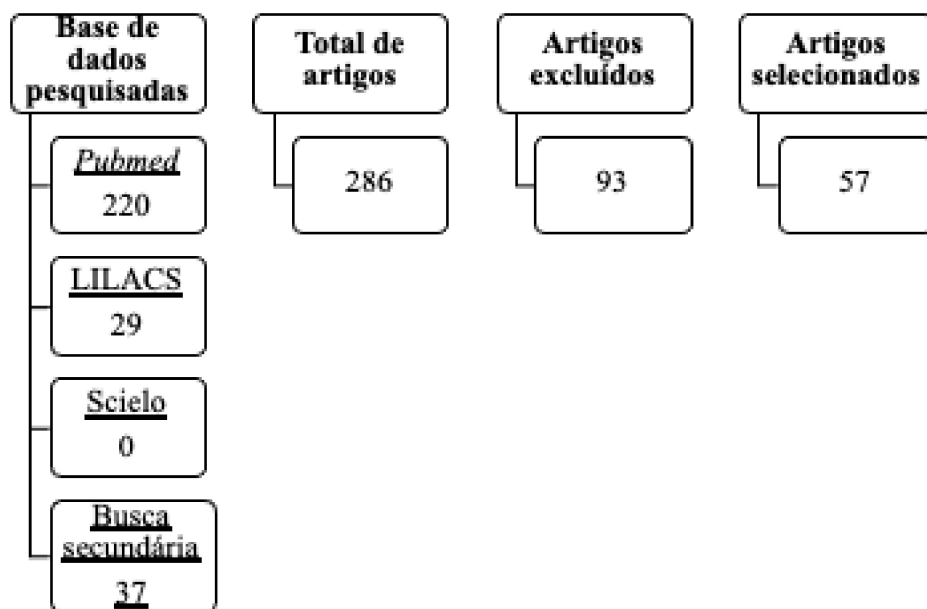 Base de
dados
pesquisadas
Pubmed
220
LILACS
29
Scielo
0
Busca
secundária
37
Total de
artigos
286
Artigos
excluídos
93
Artigos
selecionados
57